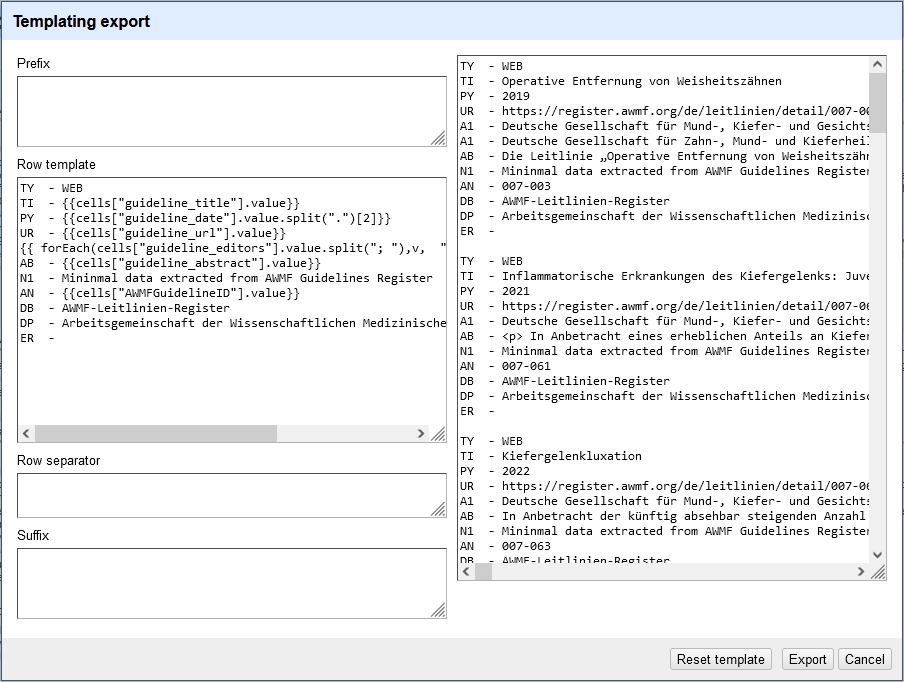 Templating export
Prefix
Row template
TY  - WEB
TI  - {{cells["guideline_title"].value}}
PY  - {{cells["guideline_date"].value.split(".")[2]}}
UR  - {{cells["guideline_url"].value}}
{{ forEach(cells["guideline_editors"].value.split("; "),v,  "
AB  - {{cells["guideline_abstract"].value}}
N1  - Mininmal data extracted from AWMF Guidelines Register
AN  - {{cells["AWMFGuidelineID"].value}}
DB  - AWMF-Leitlinien-Register
DP  - Arbeitsgemeinschaft der Wissenschaftlichen Medizinische
ER  -
Row separator
Suffix
TY  - WEB
TI  - Operative Entfernung von Weisheitszähnen
PY  - 2019
UR  - https://register.awmf.org/de/leitlinien/detail/007-00
A1  - Deutsche Gesellschaft für Mund-, Kiefer- und Gesichts
A1  - Deutsche Gesellschaft für Zahn-, Mund- und Kieferheil
AB  - Die Leitlinie „Operative Entfernung von Weisheitszähn
N1  - Mininmal data extracted from AWMF Guidelines Register
AN  - 007-003
DB  - AWMF-Leitlinien-Register
DP  - Arbeitsgemeinschaft der Wissenschaftlichen Medizinisc
ER  -
TY  - WEB
TI  - Inflammatorische Erkrankungen des Kiefergelenks: Juve
PY  - 2021
UR  - https://register.awmf.org/de/leitlinien/detail/007-06
A1  - Deutsche Gesellschaft für Mund-, Kiefer- und Gesichts
AB  - <p> In Anbetracht eines erheblichen Anteils an Kiefer
N1  - Mininmal data extracted from AWMF Guidelines Register
AN  - 007-061
DB  - AWMF-Leitlinien-Register
DP  - Arbeitsgemeinschaft der Wissenschaftlichen Medizinisc
ER  -
TY  - WEB
TI  - Kiefergelenkluxation
PY  - 2022
UR  - https://register.awmf.org/de/leitlinien/detail/007-06
A1  - Deutsche Gesellschaft für Mund-, Kiefer- und Gesichts
AB  - In Anbetracht der künftig absehbar steigenden Anzahl
N1  - Mininmal data extracted from AWMF Guidelines Register
AN  - 007-063
DB  - AWMF-Leitlinien-Register
Reset template
Export
Cancel